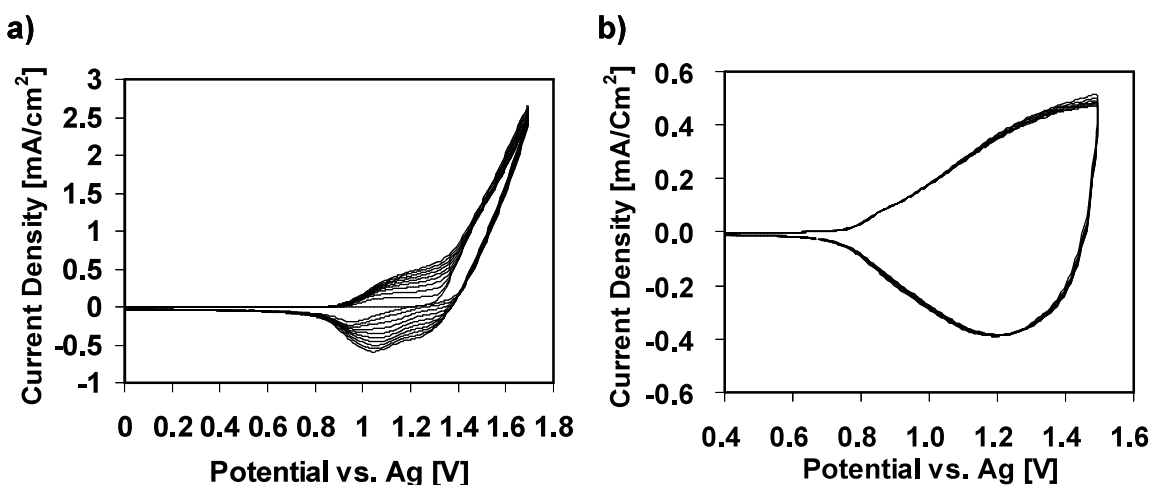 a)
3
2.5
2
1.5
1
0.5
0
-0.5
-1
Current Density [mA/cm²]
0 0.2 0.4 0.6 0.8 1 1.2 1.4 1.6 1.8
Potential vs. Ag [V]
b)
0.6
0.4
0.2
0.0
-0.2
-0.4
-0.6
Current Density [mA/Cm²]
0.4 0.6 0.8 1.0 1.2 1.4 1.6
Potential vs. Ag [V]